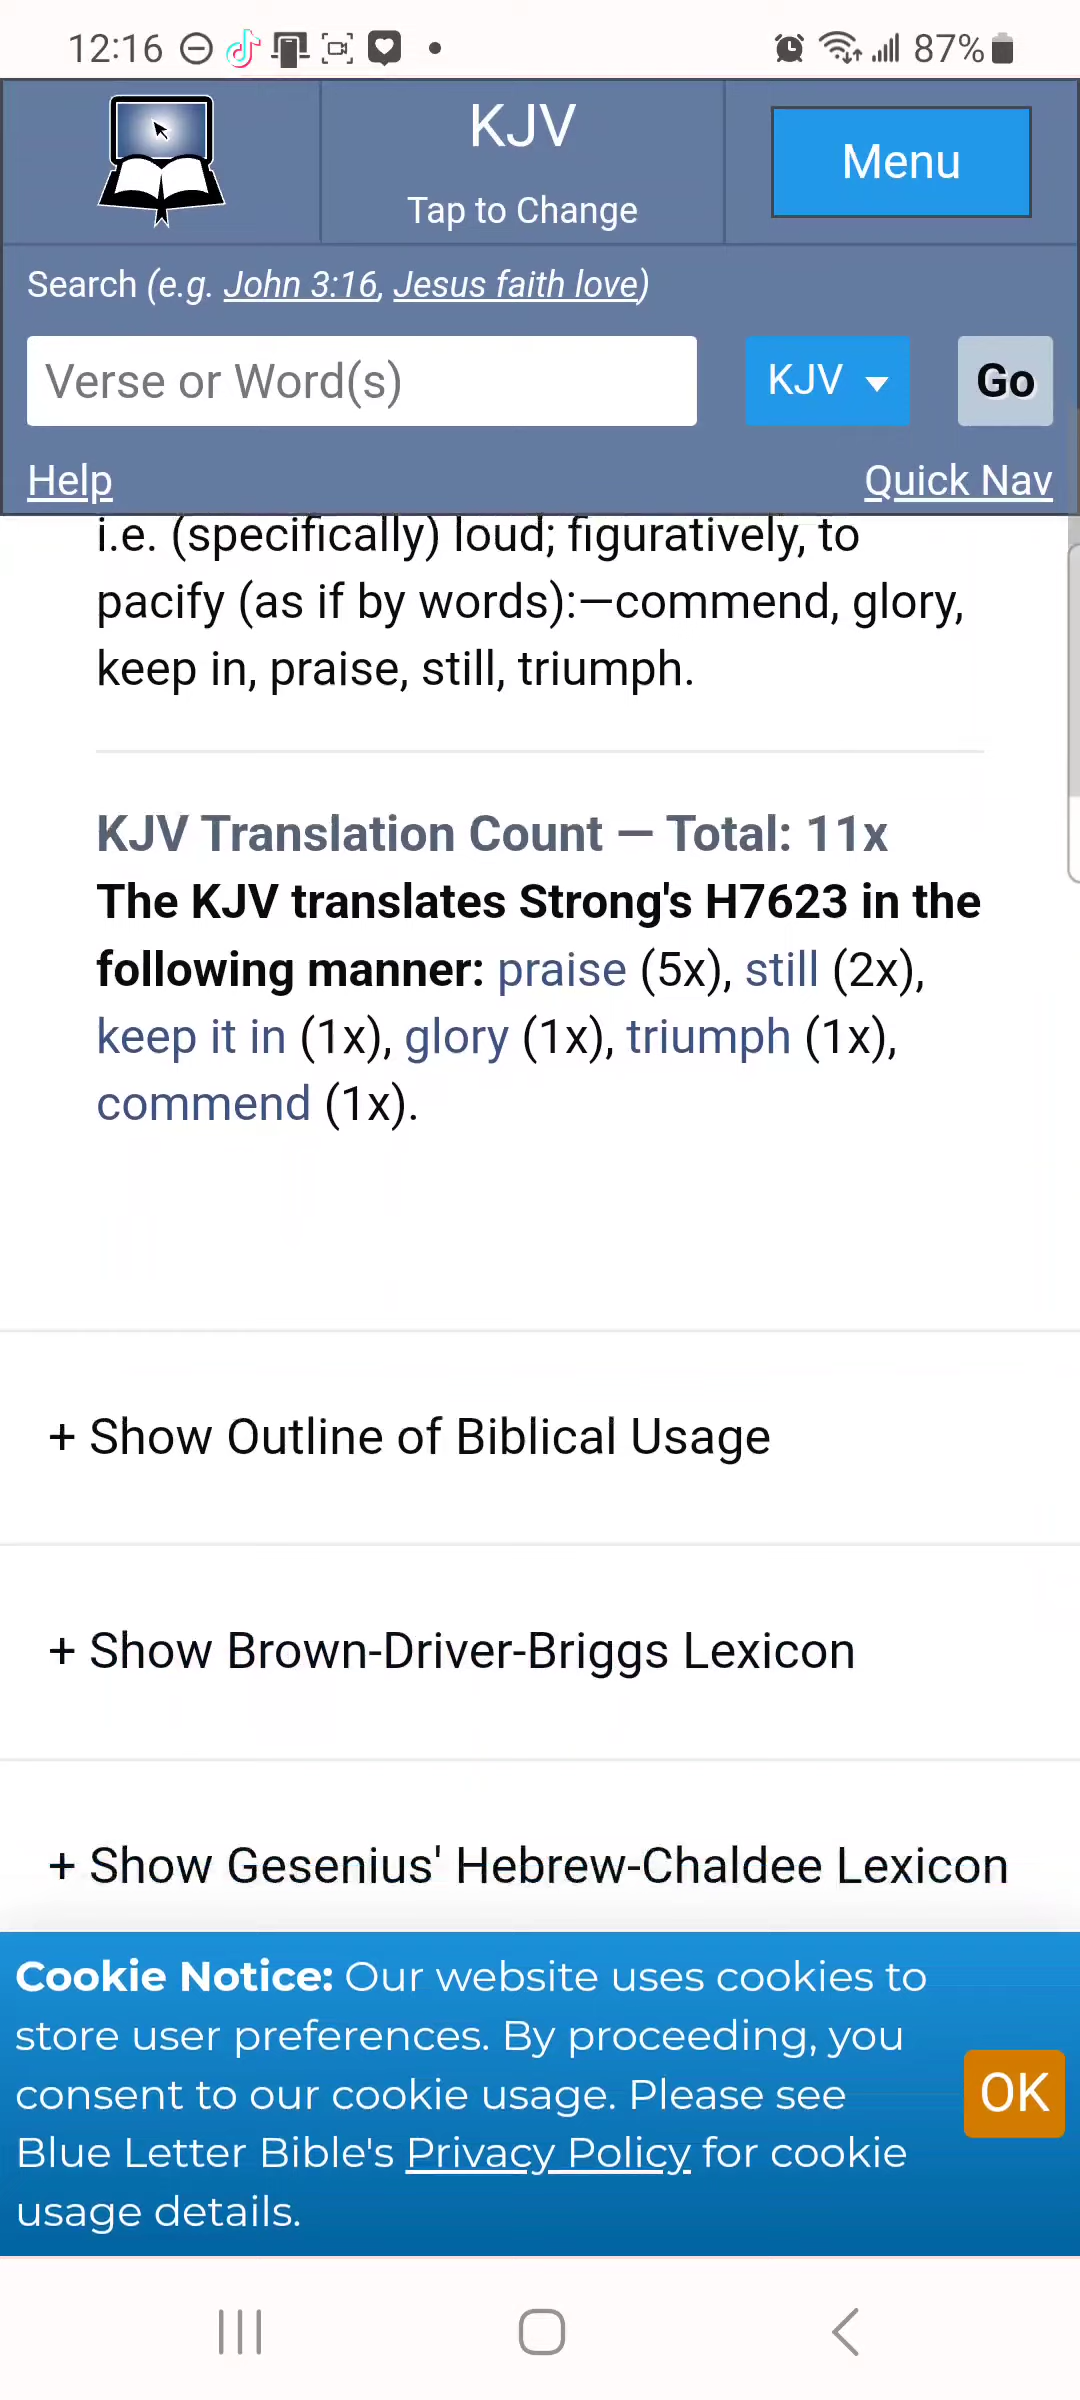 12:16 87%
KJV
Tap to Change
Menu
Search (e.g. John 3:16, Jesus faith love)
Verse or Word(s)
KJV
Go
Help
Quick Nav
i.e. (specifically) loud; figuratively, to
pacify (as if by words):—commend, glory,
keep in, praise, still, triumph.
KJV Translation Count — Total: 11x
The KJV translates Strong's H7623 in the
following manner: praise (5x), still (2x),
keep it in (1x), glory (1x), triumph (1x),
commend (1x).
+ Show Outline of Biblical Usage
+ Show Brown-Driver-Briggs Lexicon
+ Show Gesenius' Hebrew-Chaldee Lexicon
Cookie Notice: Our website uses cookies to
store user preferences. By proceeding, you
consent to our cookie usage. Please see
Blue Letter Bible's Privacy Policy for cookie
usage details.
OK